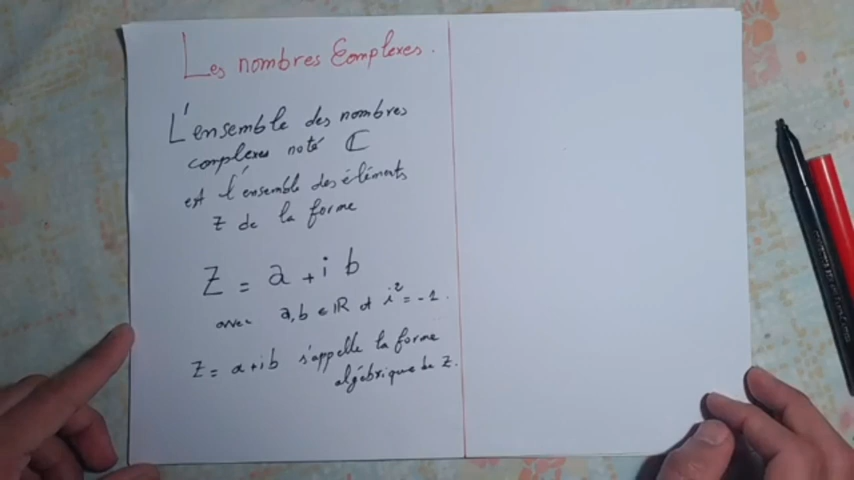 Les nombres Complexes.
L'ensemble des nombres
complexes noté ℂ
est l'ensemble des éléments
z de la forme
Z = a + i b
avec a,b ∈ ℝ et i² = -1.
Z = a+ib s'appelle la forme
algébrique de Z.